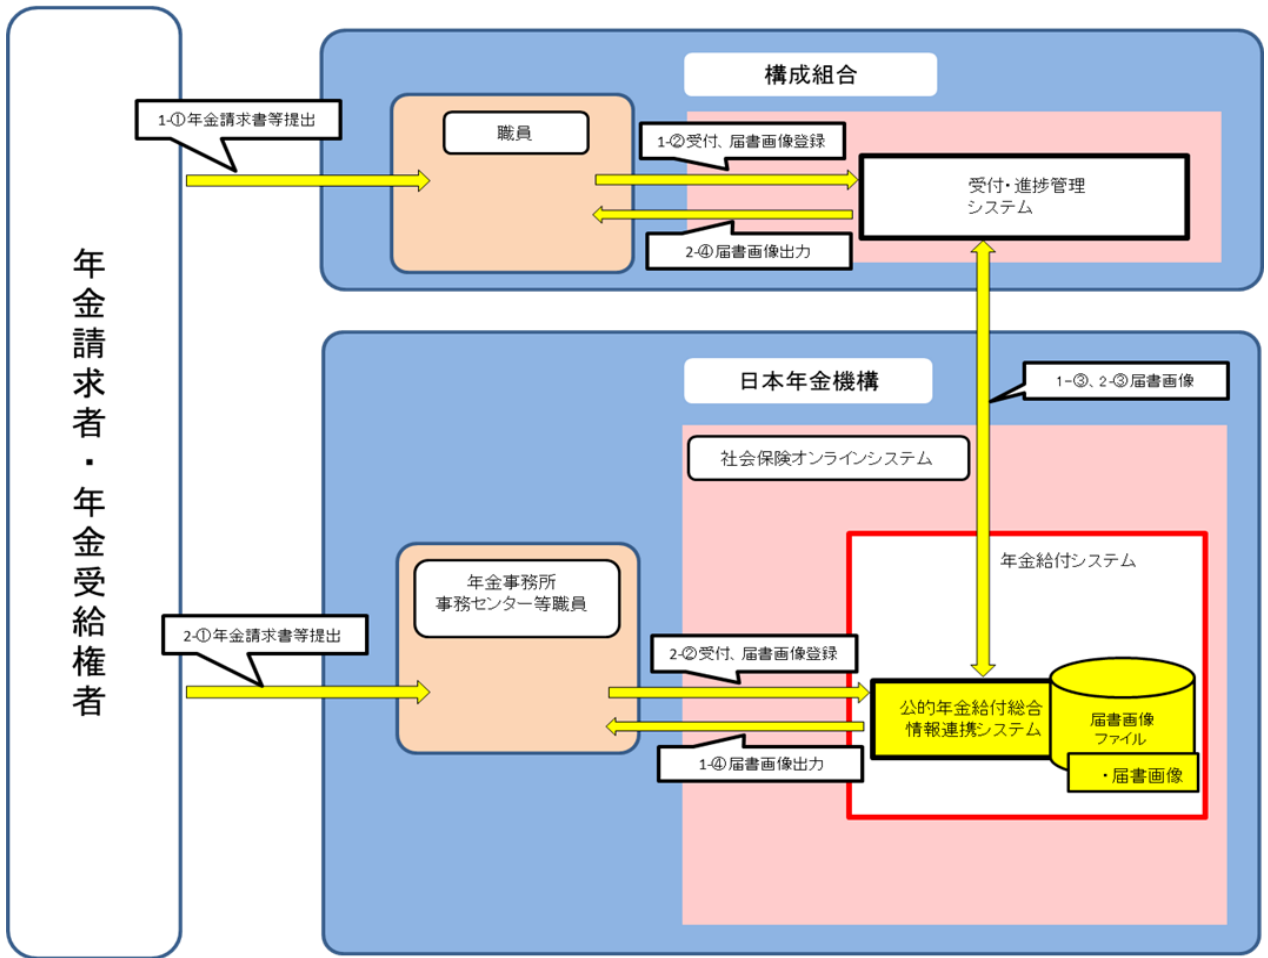 年金請求者・年金受給権者
構成組合
1-①年金請求書等提出
職員
1-②受付、届書画像登録
受付・進捗管理
システム
2-④届書画像出力
日本年金機構
1-③、2-③届書画像
社会保険オンラインシステム
年金給付システム
年金事務所
事務センター等職員
2-①年金請求書等提出
2-②受付、届書画像登録
公的年金給付総合
情報連携システム
届書画像
ファイル
・届書画像
1-④届書画像出力